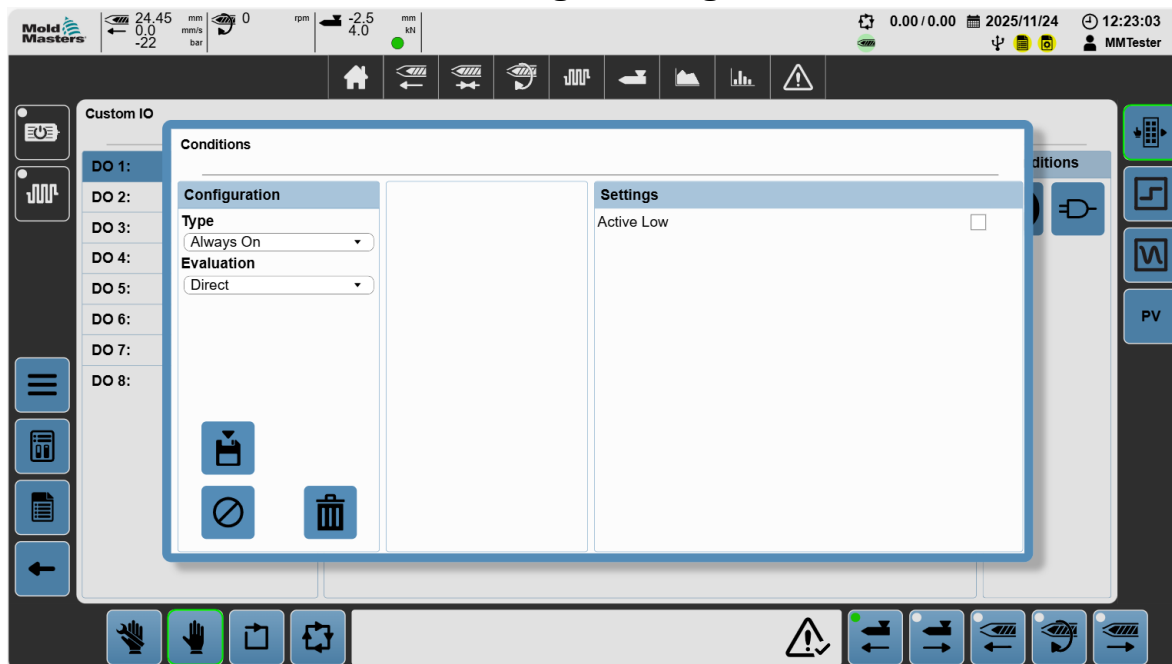 Mold
Masters
24.45 mm
0.0 mm/s
-22 bar
0 rpm
-2.5 mm
4.0 kN
0.00 / 0.00
2025/11/24
12:23:03
MMTester
Custom IO
Conditions
ditions
DO 1:
DO 2:
DO 3:
DO 4:
DO 5:
DO 6:
DO 7:
DO 8:
Configuration
Type
Always On
Evaluation
Direct
Settings
Active Low
PV